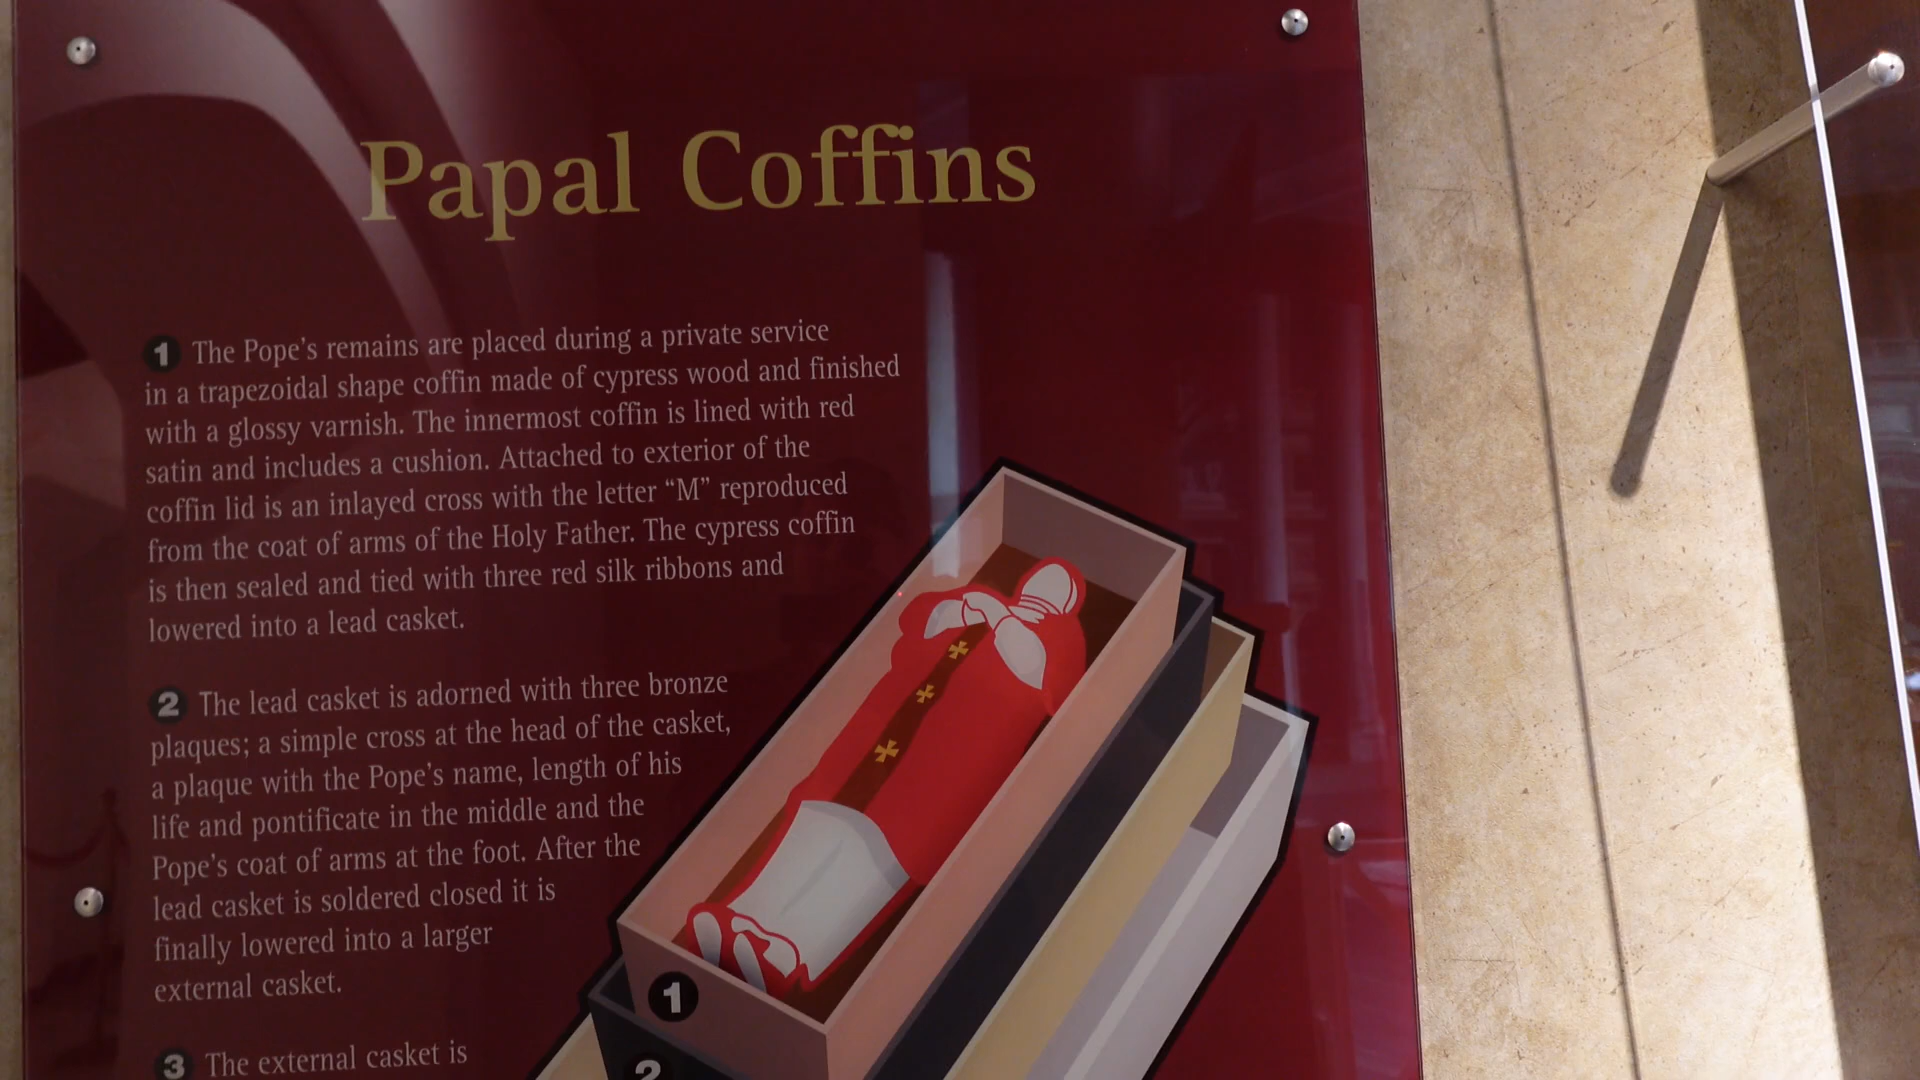 Papal Coffins
1 The Pope's remains are placed during a private service
in a trapezoidal shape coffin made of cypress wood and finished
with a glossy varnish. The innermost coffin is lined with red
satin and includes a cushion. Attached to exterior of the
coffin lid is an inlayed cross with the letter “M” reproduced
from the coat of arms of the Holy Father. The cypress coffin
is then sealed and tied with three red silk ribbons and
lowered into a lead casket.
2 The lead casket is adorned with three bronze
plaques; a simple cross at the head of the casket,
a plaque with the Pope's name, length of his
life and pontificate in the middle and the
Pope's coat of arms at the foot. After the
lead casket is soldered closed it is
finally lowered into a larger
external casket.
3 The external casket is
1
2